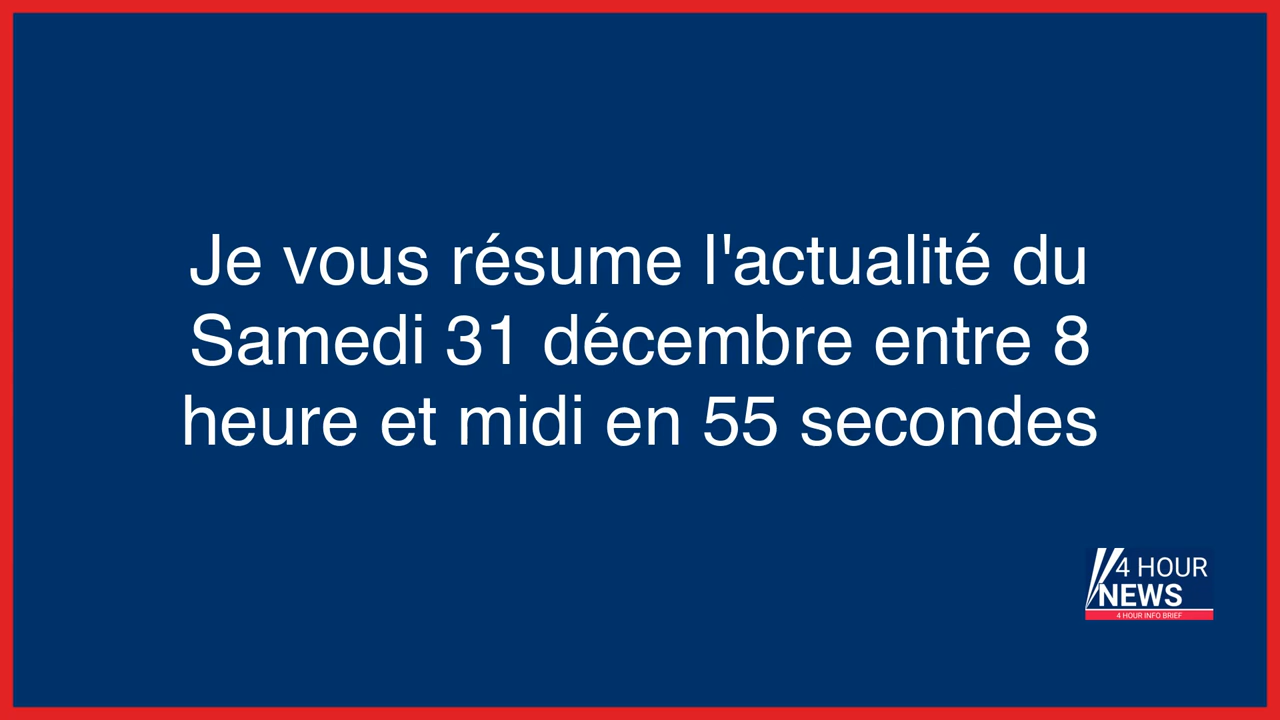 Je vous résume l'actualité du
Samedi 31 décembre entre 8
heure et midi en 55 secondes
4 HOUR
NEWS
4 HOUR INFO BRIEF